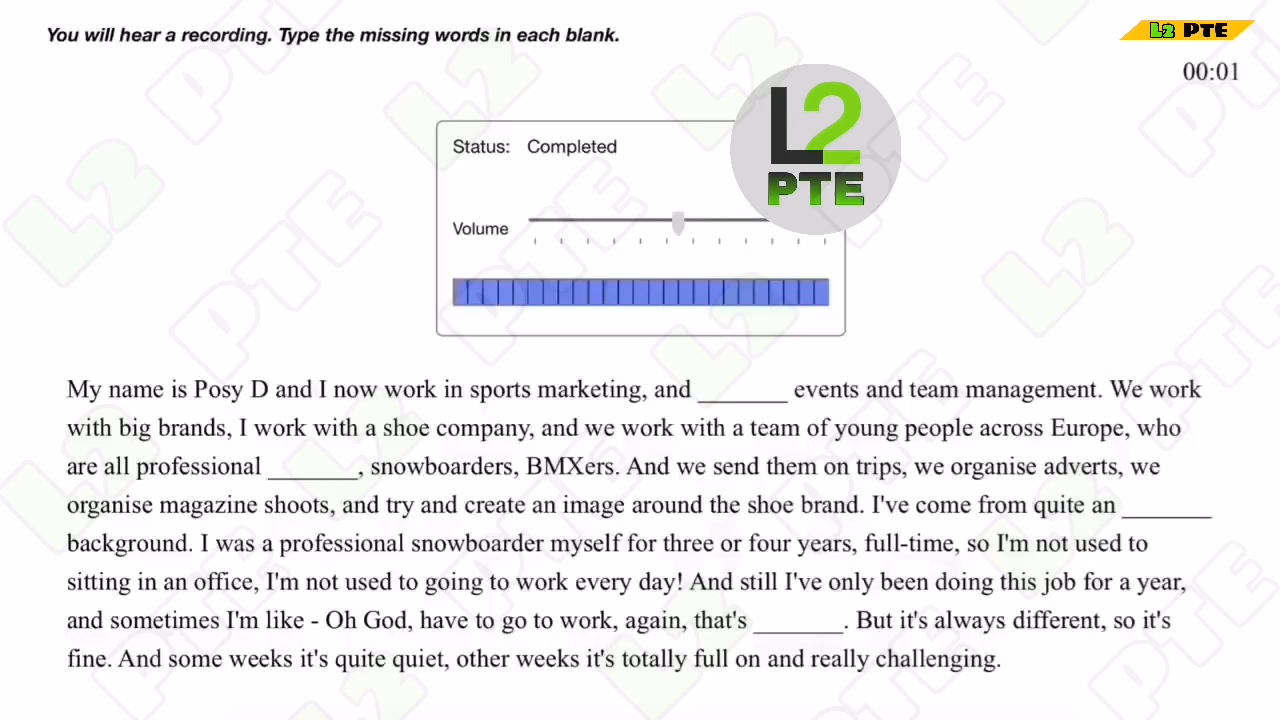 You will hear a recording. Type the missing words in each blank.
L2 PTE
00:01
L2
PTE
Status: Completed
Volume
My name is Posy D and I now work in sports marketing, and _______ events and team management. We work
with big brands, I work with a shoe company, and we work with a team of young people across Europe, who
are all professional _______, snowboarders, BMXers. And we send them on trips, we organise adverts, we
organise magazine shoots, and try and create an image around the shoe brand. I've come from quite an _______
background. I was a professional snowboarder myself for three or four years, full-time, so I'm not used to
sitting in an office, I'm not used to going to work every day! And still I've only been doing this job for a year,
and sometimes I'm like - Oh God, have to go to work, again, that's _______. But it's always different, so it's
fine. And some weeks it's quite quiet, other weeks it's totally full on and really challenging.